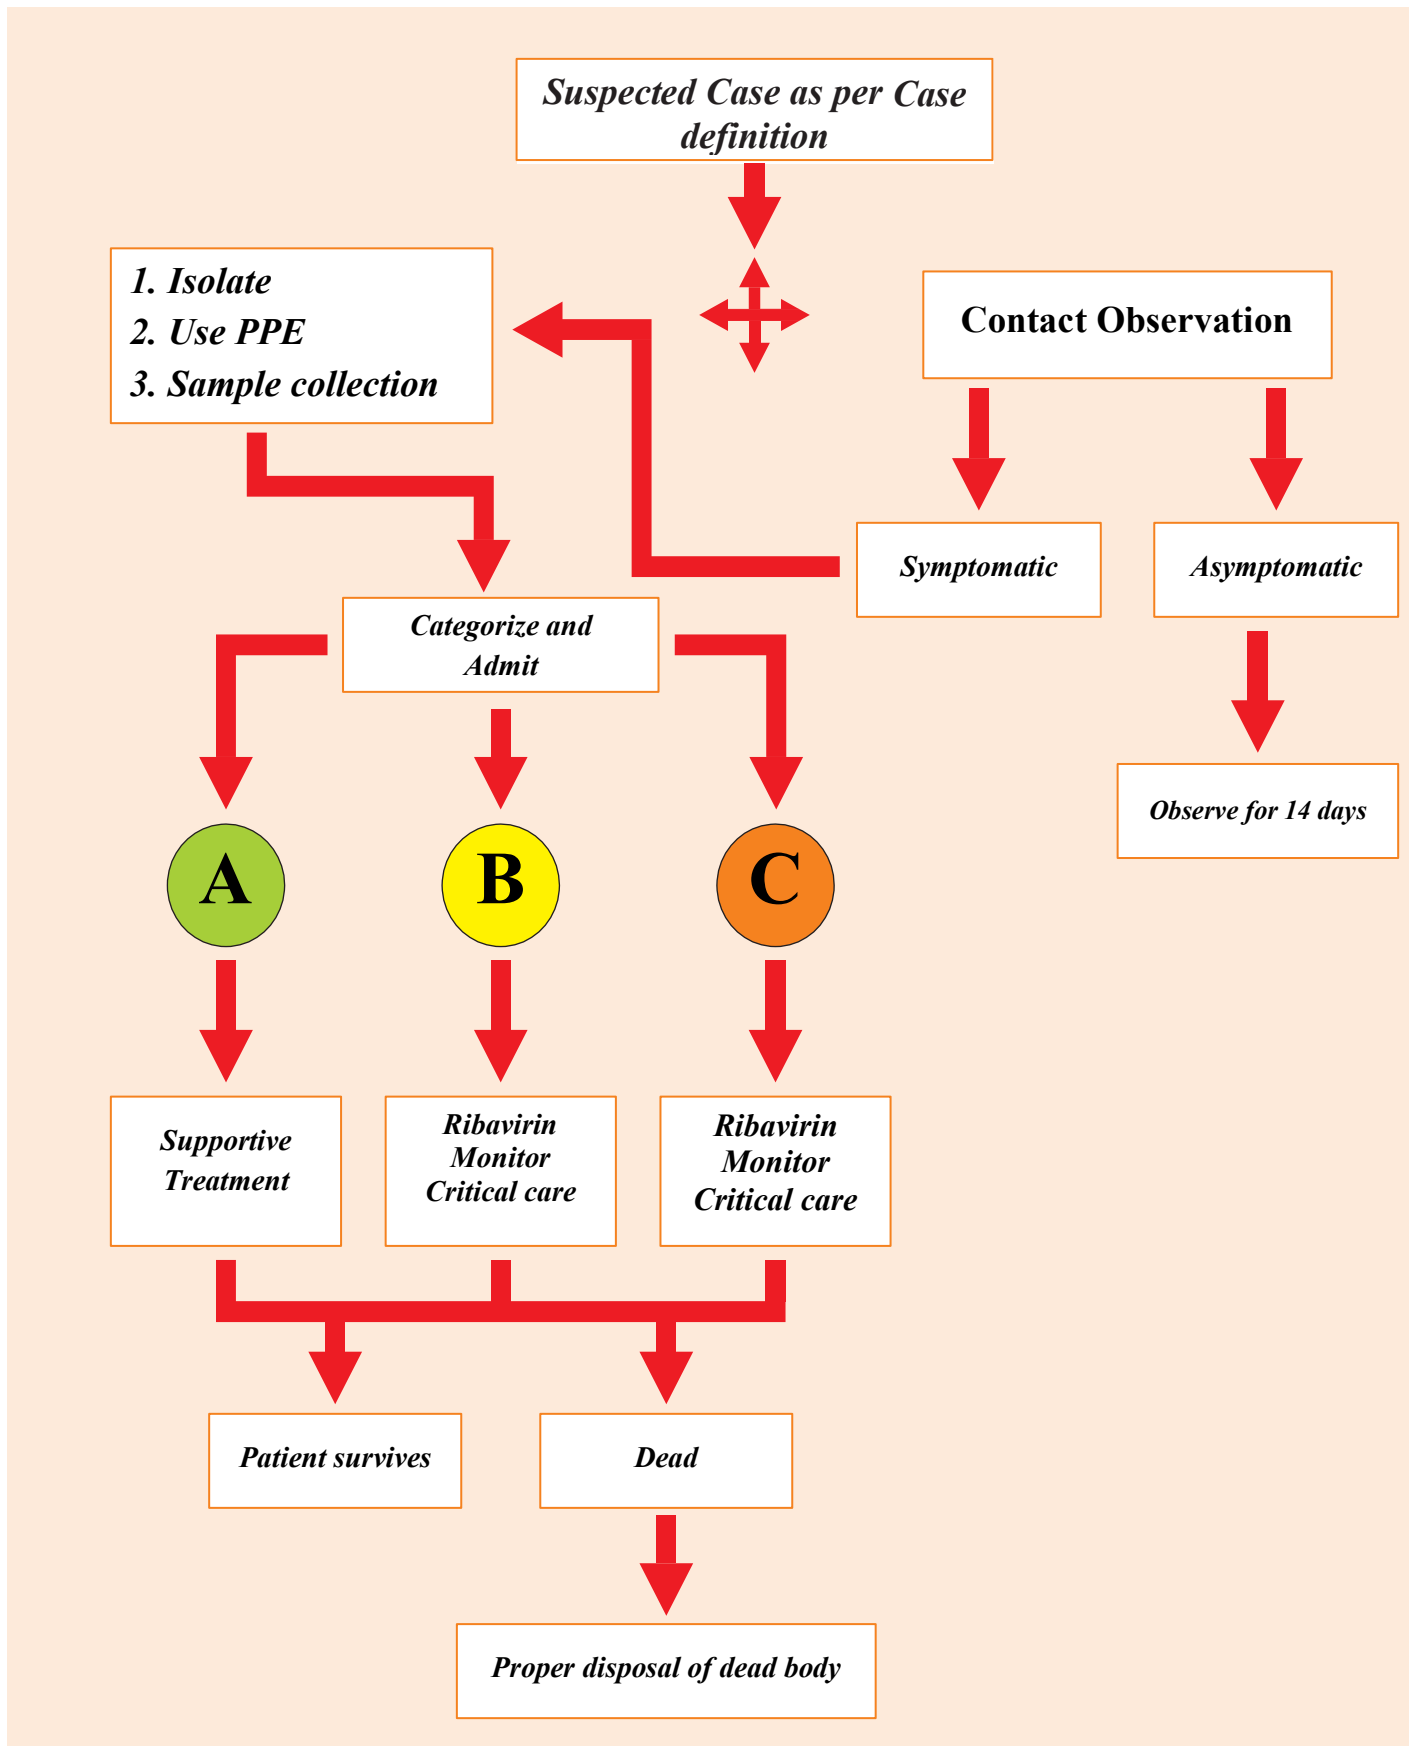 Suspected Case as per Case
definition
1. Isolate
2. Use PPE
3. Sample collection
Contact Observation
Symptomatic
Asymptomatic
Categorize and
Admit
Observe for 14 days
A
B
C
Supportive
Treatment
Ribavirin
Monitor
Critical care
Ribavirin
Monitor
Critical care
Patient survives
Dead
Proper disposal of dead body